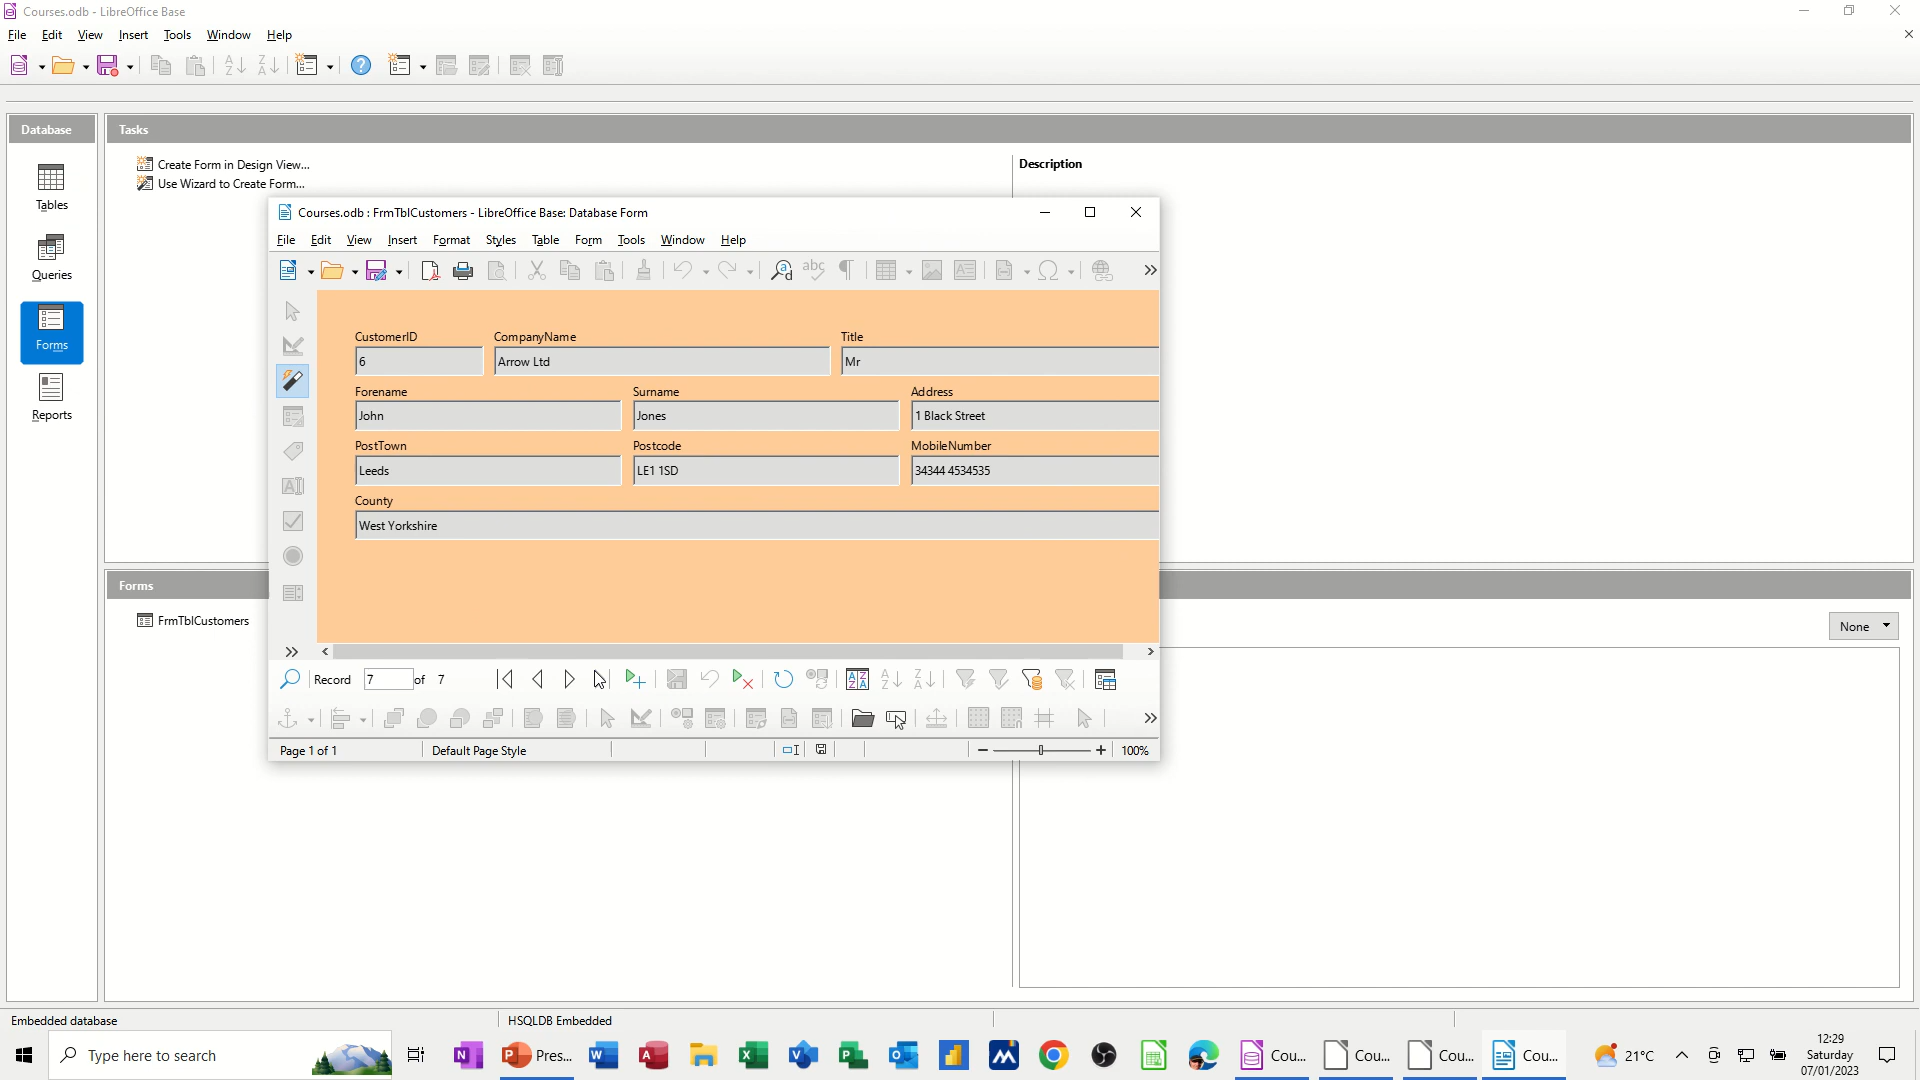 Courses.odb - LibreOffice Base
File Edit View Insert Tools Window Help
Database
Tasks
Tables
Queries
Forms
Reports
Create Form in Design View...
Use Wizard to Create Form...
Description
Courses.odb : FrmTblCustomers - LibreOffice Base: Database Form
File Edit View Insert Format Styles Table Form Tools Window Help
CustomerID CompanyName Title
6 Arrow Ltd Mr
Forename Surname Address
John Jones 1 Black Street
PostTown Postcode MobileNumber
Leeds LE1 1SD 34344 4534535
County
West Yorkshire
Record 7 of 7
Page 1 of 1 Default Page Style 100%
Forms
FrmTblCustomers
None
Embedded database HSQLDB Embedded
Type here to search
Pres...
Cou...
Cou...
Cou...
Cou...
21°C
12:29
Saturday
07/01/2023